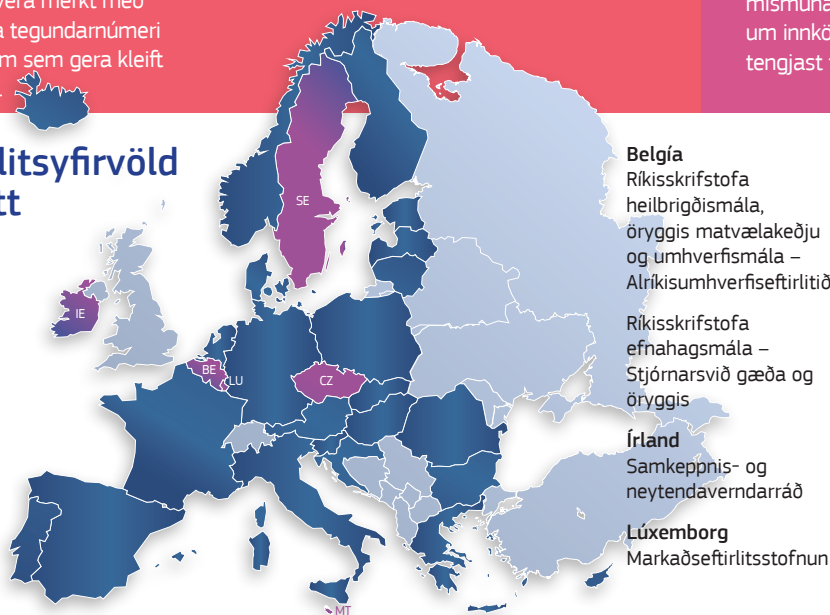 vera merkt með
a tegundarnúmeri
m sem gera kleift
mismuna
um innkö
tengjast
litsyfirvöld
tt
SE
IE
BE
LU
CZ
MT
Belgía
Ríkisskrifstofa
heilbrigðismála,
öryggis matvælakeðju
og umhverfismála –
Alríkisumhverfiseftirlitið
Ríkisskrifstofa
efnahagsmála –
Stjórnarsvið gæða og
öryggis
Írland
Samkeppnis- og
neytendaverndarráð
Lúxemborg
Markaðseftirlitsstofnun